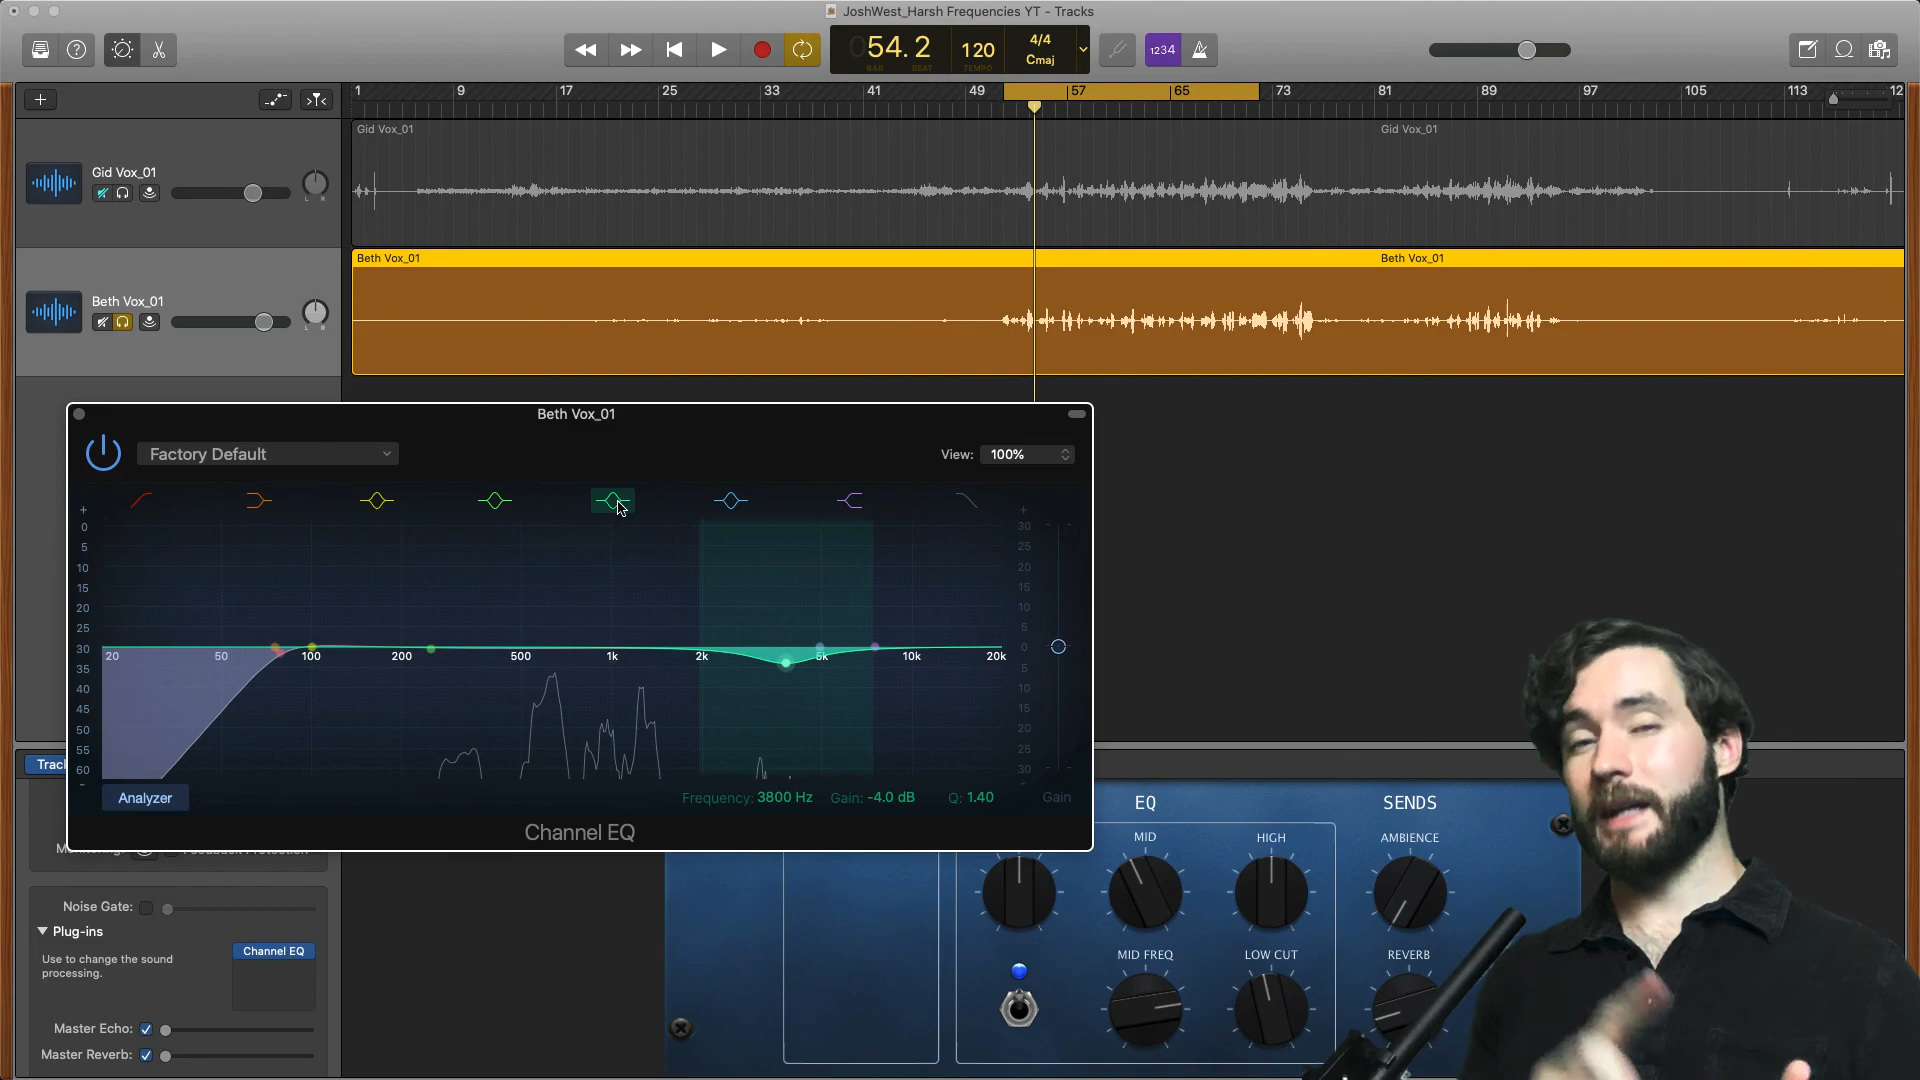 JoshWest_Harsh Frequencies YT - Tracks
054.2
BAR BEAT
120
TEMPO
4/4
Cmaj
1234
1 9 17 25 33 41 49 57 65 73 81 89 97 105 113 12
Gid Vox_01
Gid Vox_01
Gid Vox_01
L R
Beth Vox_01
Beth Vox_01
Beth Vox_01
L R
Beth Vox_01
Factory Default
View: 100%
+ 0 5 10 15 20 25 30 35 40 45 50 55 60 -
+ 30 25 20 15 10 5 0 5 10 15 20 25 30 -
20 50 100 200 500 1k 2k 5k 10k 20k
Analyzer
Frequency: 3800 Hz Gain: -4.0 dB Q: 1.40 Gain
Channel EQ
Noise Gate:
Plug-ins
Use to change the sound
processing.
Channel EQ
Master Echo:
Master Reverb:
EQ
SENDS
MID
HIGH
AMBIENCE
MID FREQ
LOW CUT
REVERB